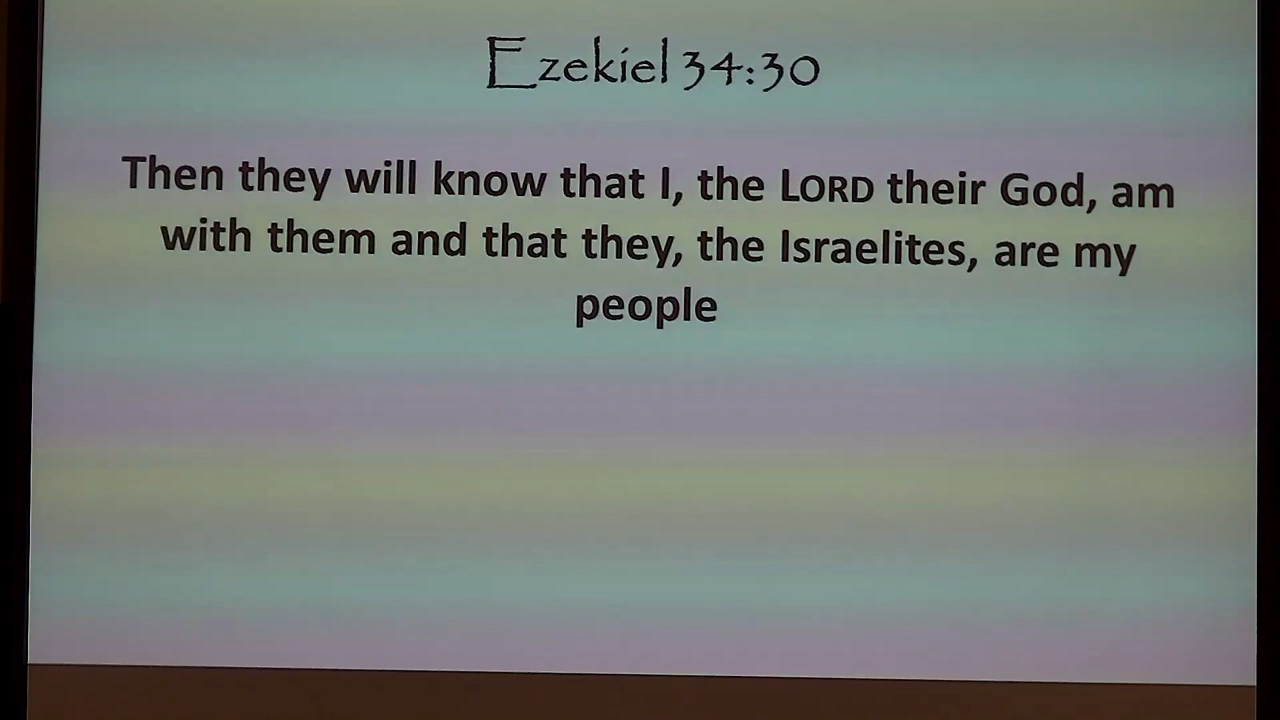 Ezekiel 34:30
Then they will know that I, the LORD their God, am
with them and that they, the Israelites, are my
people